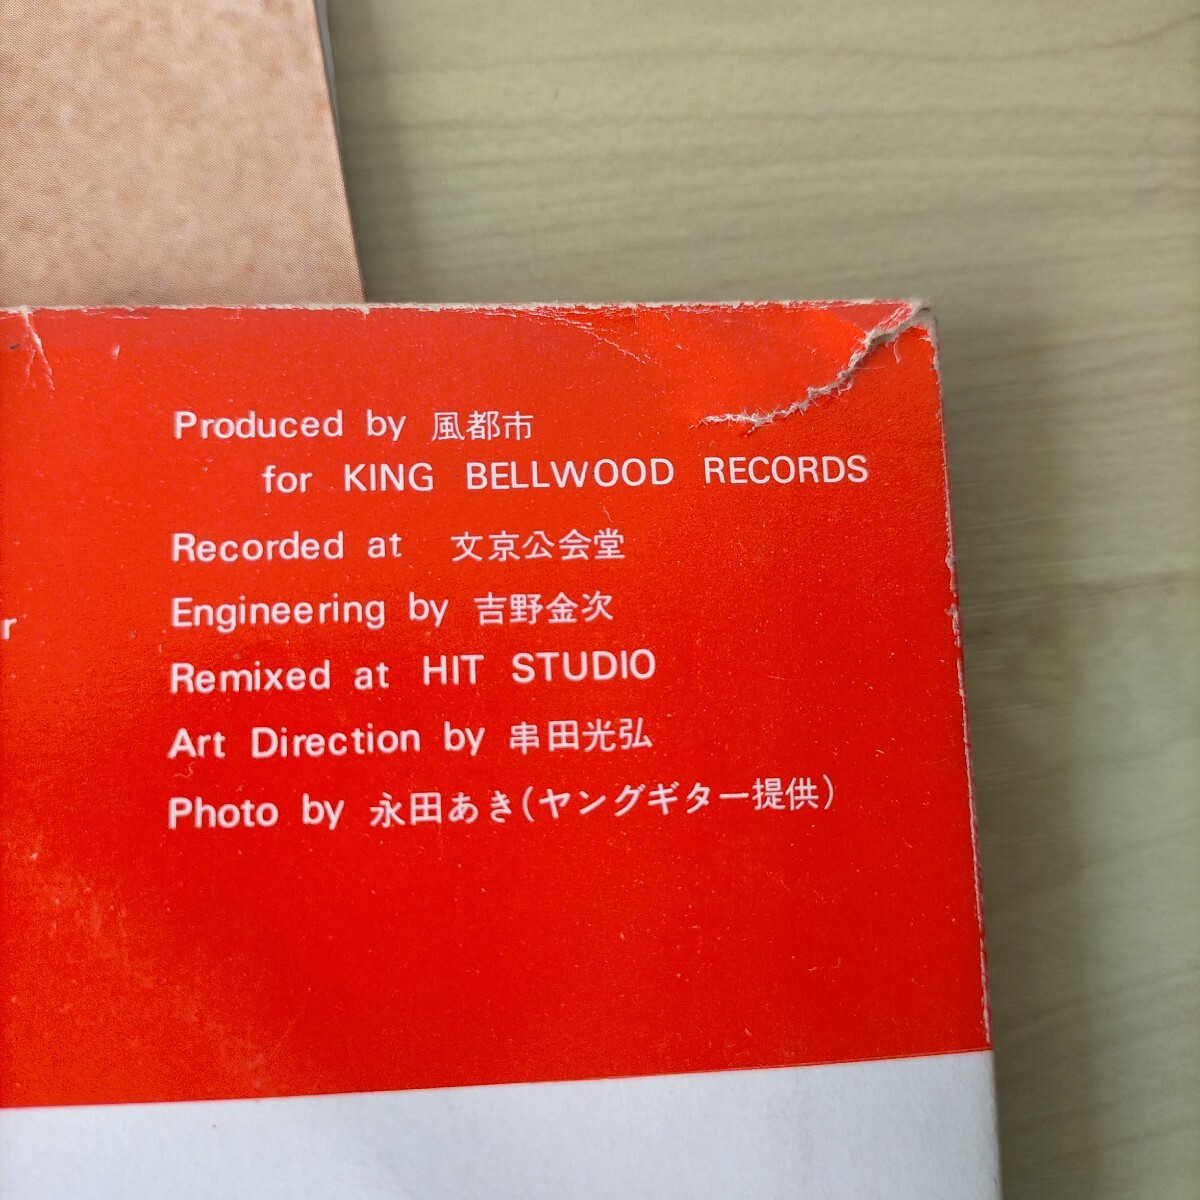 Produced by 風都市
for KING BELLWOOD RECORDS
Recorded at 文京公会堂
Engineering by 吉野金次
r
Remixed at HIT STUDIO
Art Direction by 串田光弘
Photo by 永田あき(ヤングギター提供)